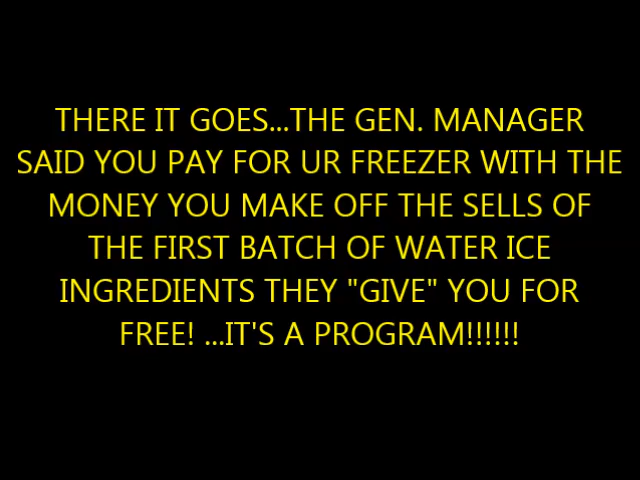 THERE IT GOES...THE GEN. MANAGER
SAID YOU PAY FOR UR FREEZER WITH THE
MONEY YOU MAKE OFF THE SELLS OF
THE FIRST BATCH OF WATER ICE
INGREDIENTS THEY "GIVE" YOU FOR
FREE! ...IT'S A PROGRAM!!!!!!